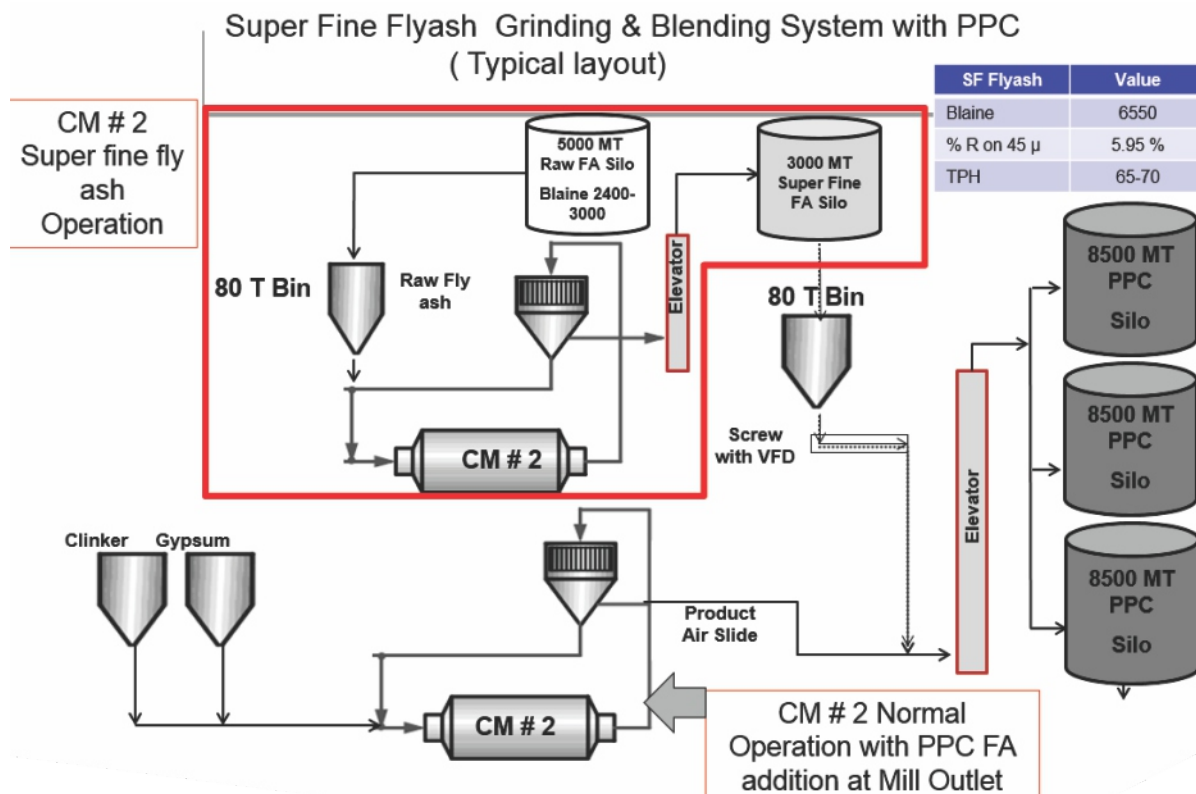 Super Fine Flyash Grinding & Blending System with PPC
( Typical layout)
CM # 2
Super fine fly
ash
Operation
SF Flyash Value
Blaine 6550
% R on 45 µ 5.95 %
TPH 65-70
5000 MT
Raw FA Silo
Blaine 2400-
3000
3000 MT
Super Fine
FA Silo
80 T Bin
Raw Fly
ash
Elevator
80 T Bin
CM # 2
Screw
with VFD
8500 MT
PPC
Silo
8500 MT
PPC
Silo
8500 MT
PPC
Silo
Elevator
Clinker Gypsum
Product
Air Slide
CM # 2
CM # 2 Normal
Operation with PPC FA
addition at Mill Outlet